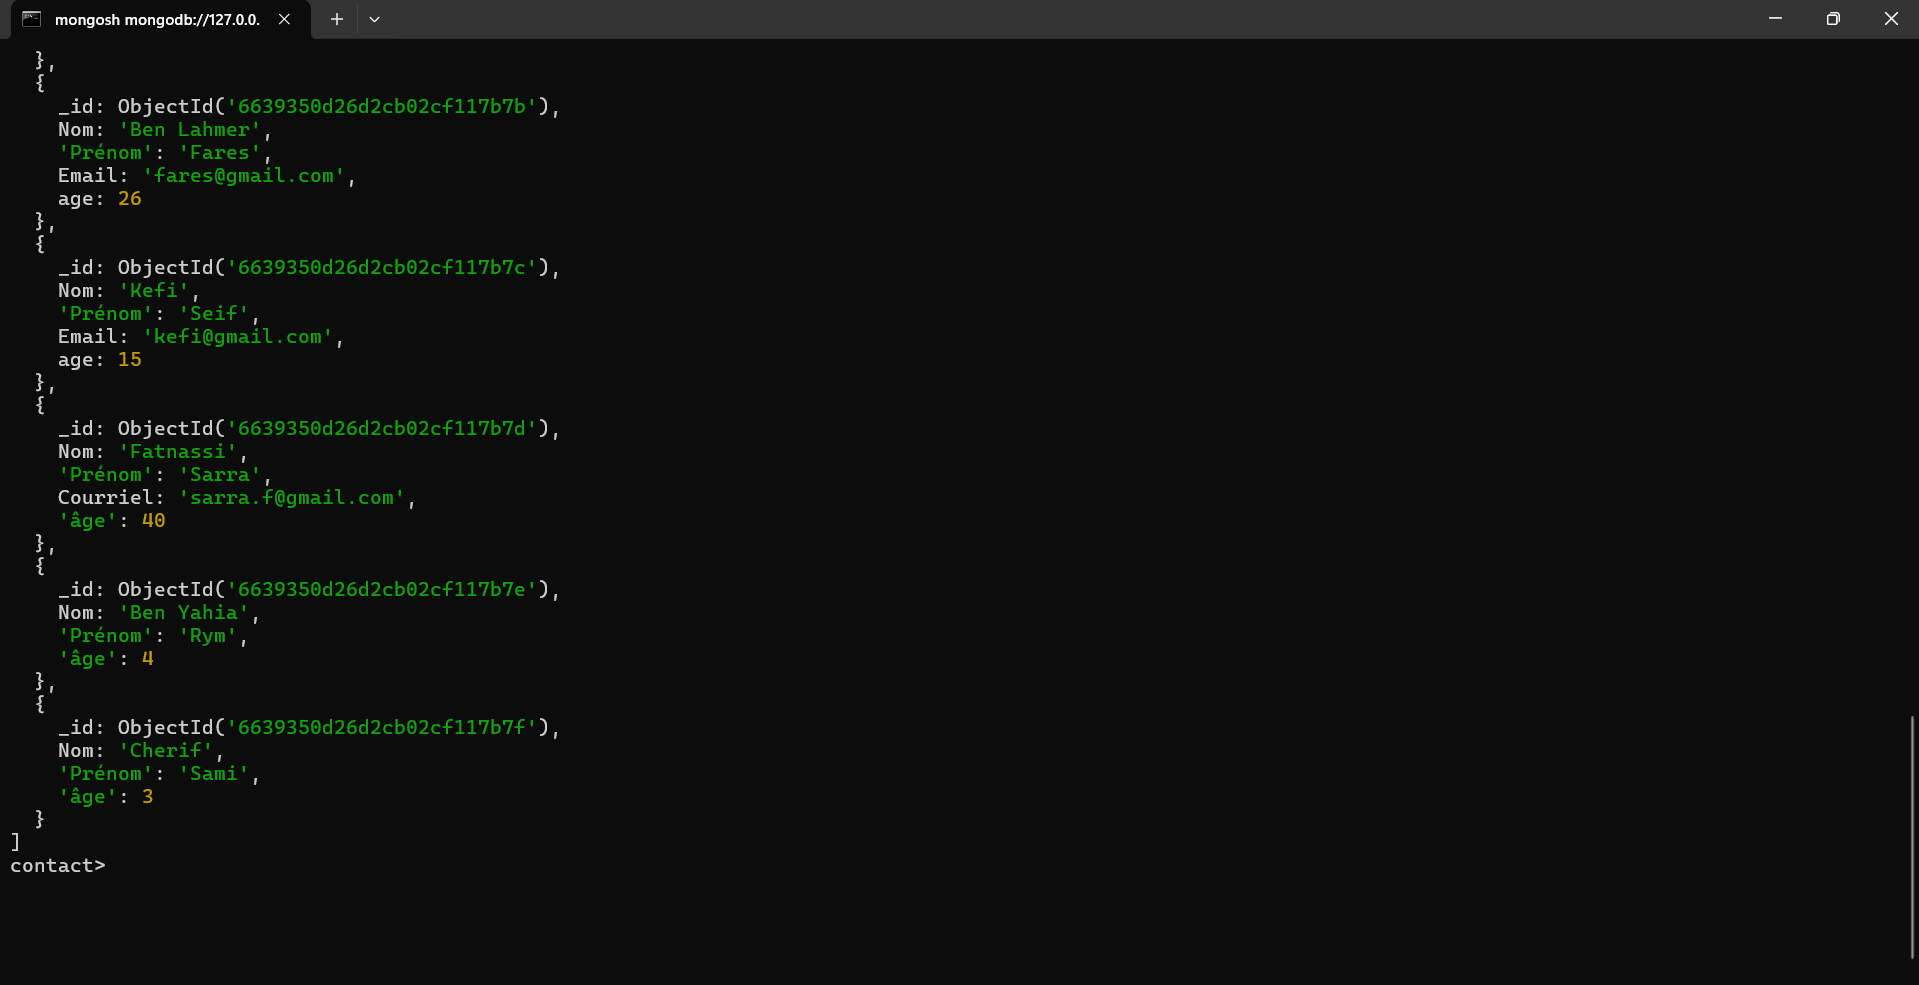 mongosh mongodb://127.0.0.
  },
  {
    _id: ObjectId('6639350d26d2cb02cf117b7b'),
    Nom: 'Ben Lahmer',
    'Prénom': 'Fares',
    Email: 'fares@gmail.com',
    age: 26
  },
  {
    _id: ObjectId('6639350d26d2cb02cf117b7c'),
    Nom: 'Kefi',
    'Prénom': 'Seif',
    Email: 'kefi@gmail.com',
    age: 15
  },
  {
    _id: ObjectId('6639350d26d2cb02cf117b7d'),
    Nom: 'Fatnassi',
    'Prénom': 'Sarra',
    Courriel: 'sarra.f@gmail.com',
    'âge': 40
  },
  {
    _id: ObjectId('6639350d26d2cb02cf117b7e'),
    Nom: 'Ben Yahia',
    'Prénom': 'Rym',
    'âge': 4
  },
  {
    _id: ObjectId('6639350d26d2cb02cf117b7f'),
    Nom: 'Cherif',
    'Prénom': 'Sami',
    'âge': 3
  }
]
contact>